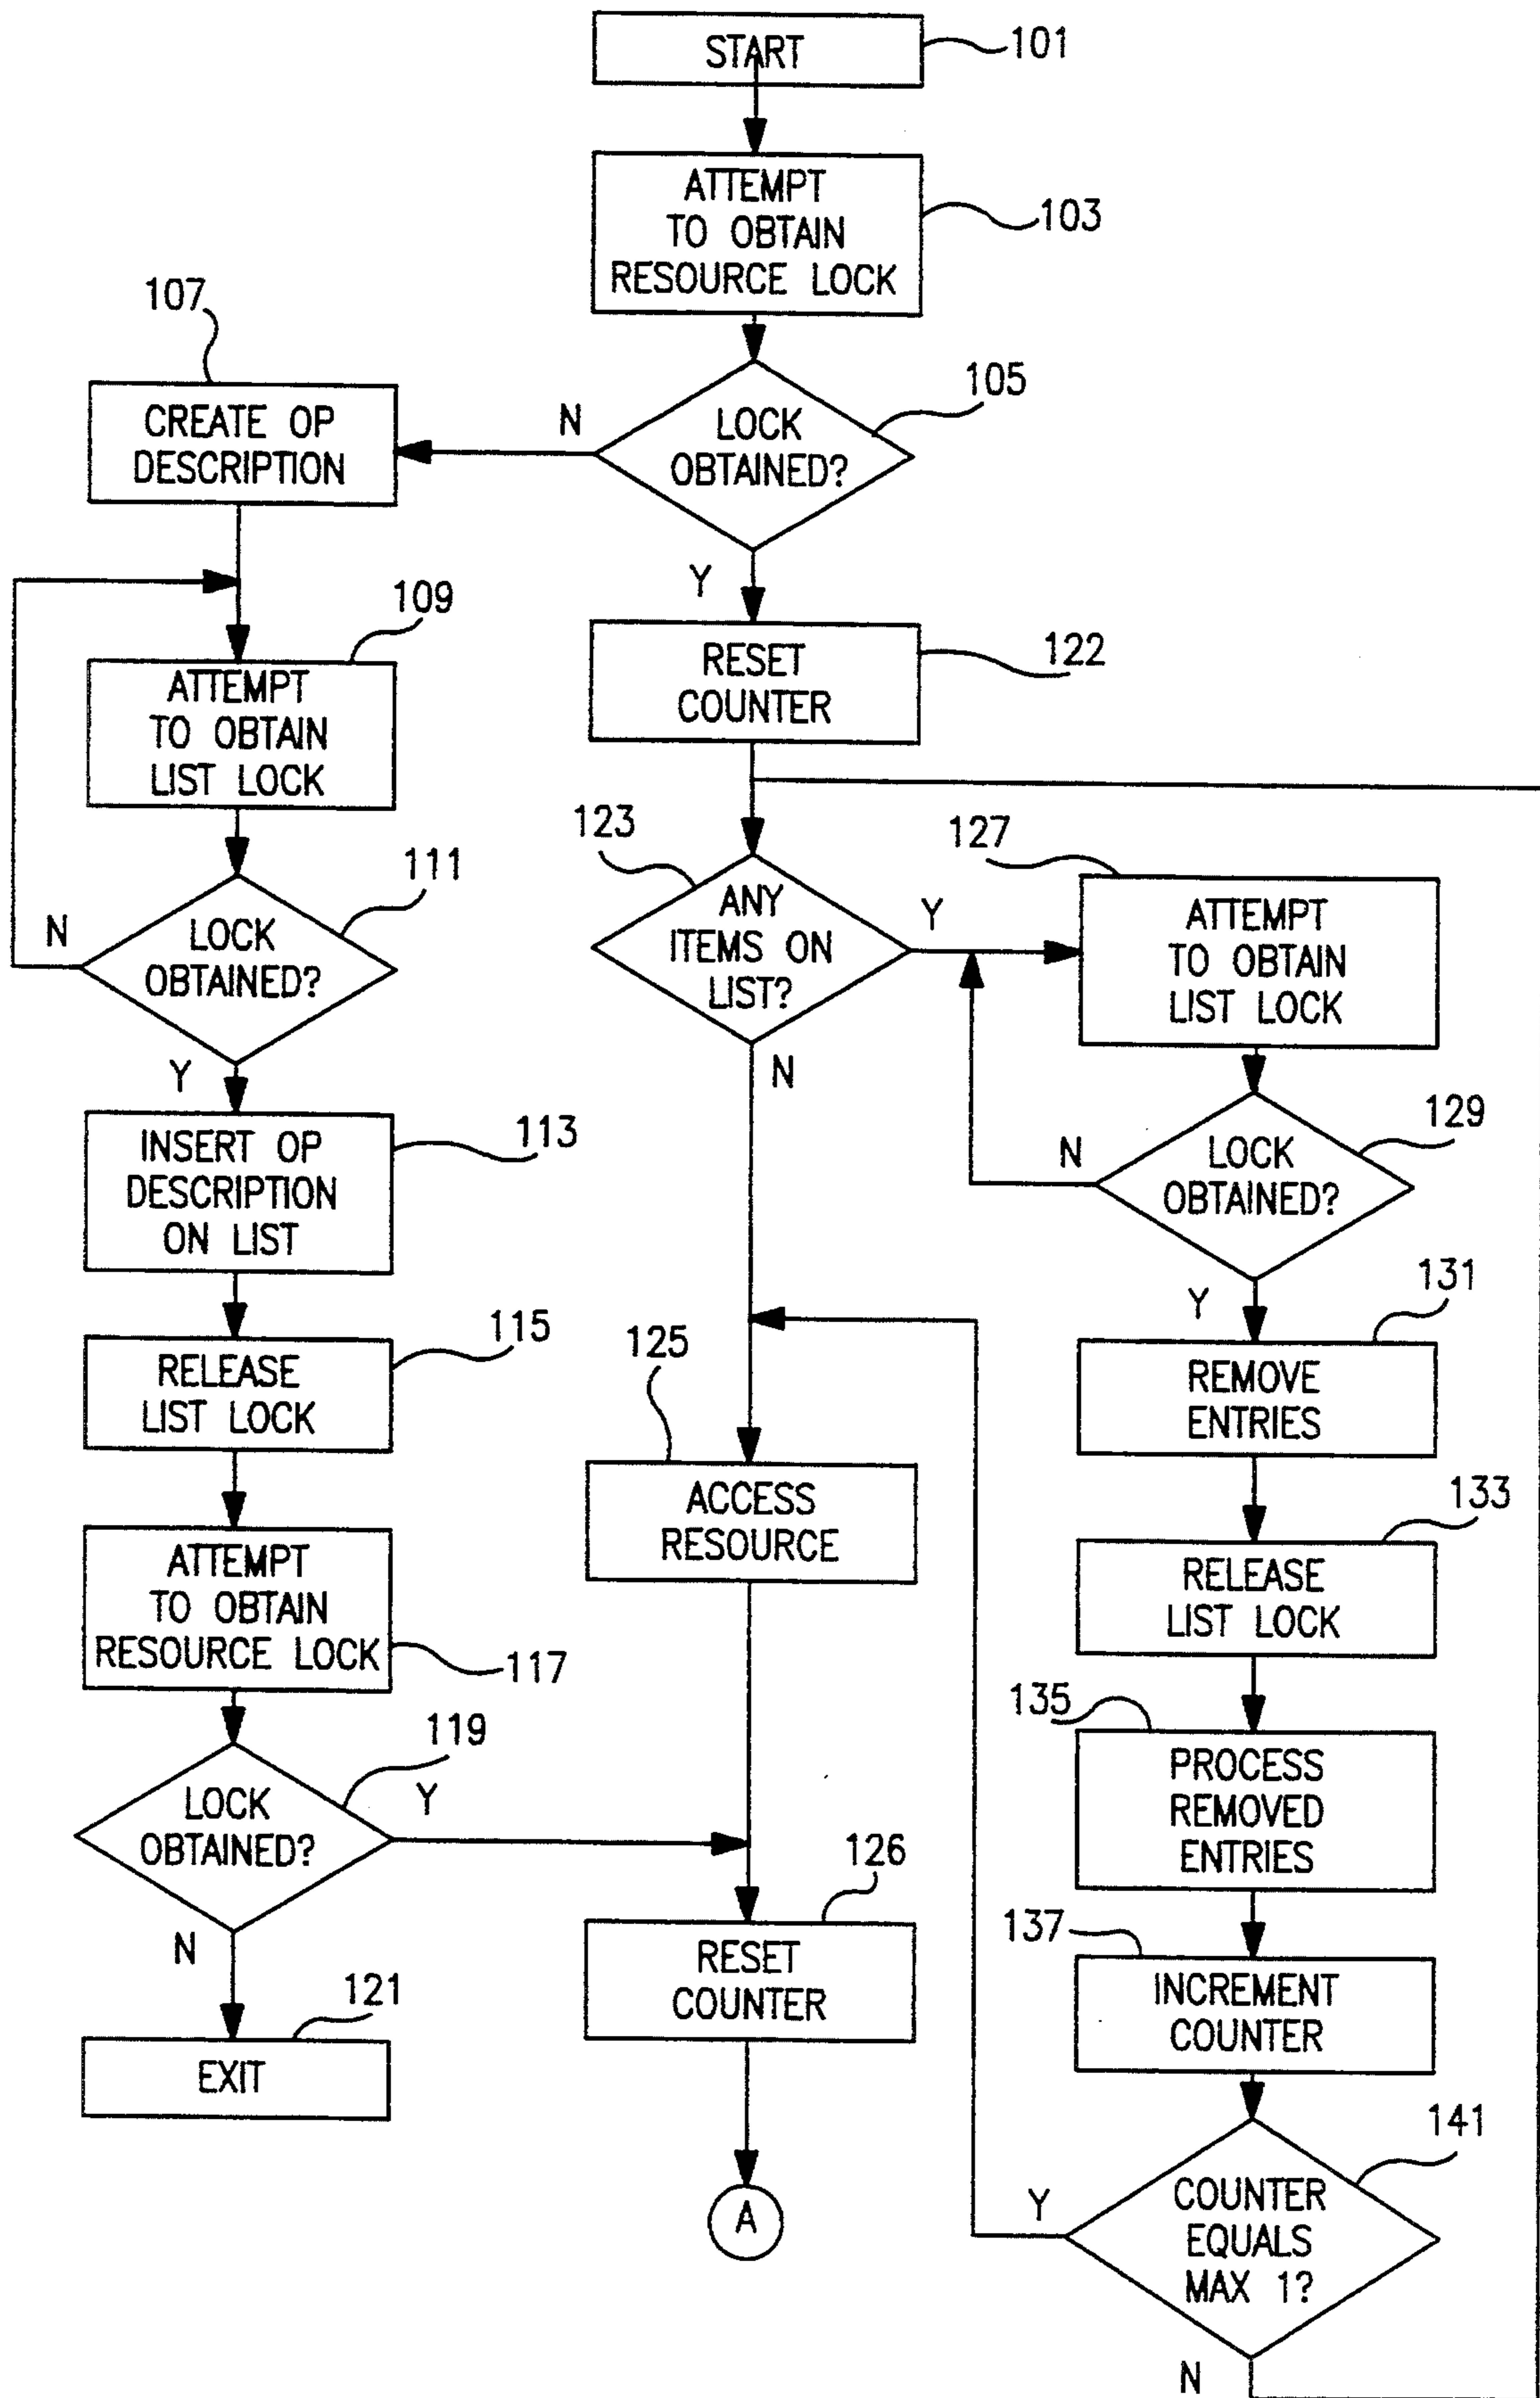 START
101
ATTEMPT
TO OBTAIN
RESOURCE LOCK
103
107
CREATE OP
DESCRIPTION
N
LOCK
OBTAINED?
105
Y
109
ATTEMPT
TO OBTAIN
LIST LOCK
RESET
COUNTER
122
111
N
LOCK
OBTAINED?
Y
123
ANY
ITEMS ON
LIST?
Y
N
127
ATTEMPT
TO OBTAIN
LIST LOCK
129
N
LOCK
OBTAINED?
Y
113
INSERT OP
DESCRIPTION
ON LIST
115
RELEASE
LIST LOCK
125
ACCESS
RESOURCE
131
REMOVE
ENTRIES
133
RELEASE
LIST LOCK
ATTEMPT
TO OBTAIN
RESOURCE LOCK
117
119
LOCK
OBTAINED?
Y
N
135
PROCESS
REMOVED
ENTRIES
126
RESET
COUNTER
137
INCREMENT
COUNTER
121
EXIT
A
141
Y
COUNTER
EQUALS
MAX 1?
N